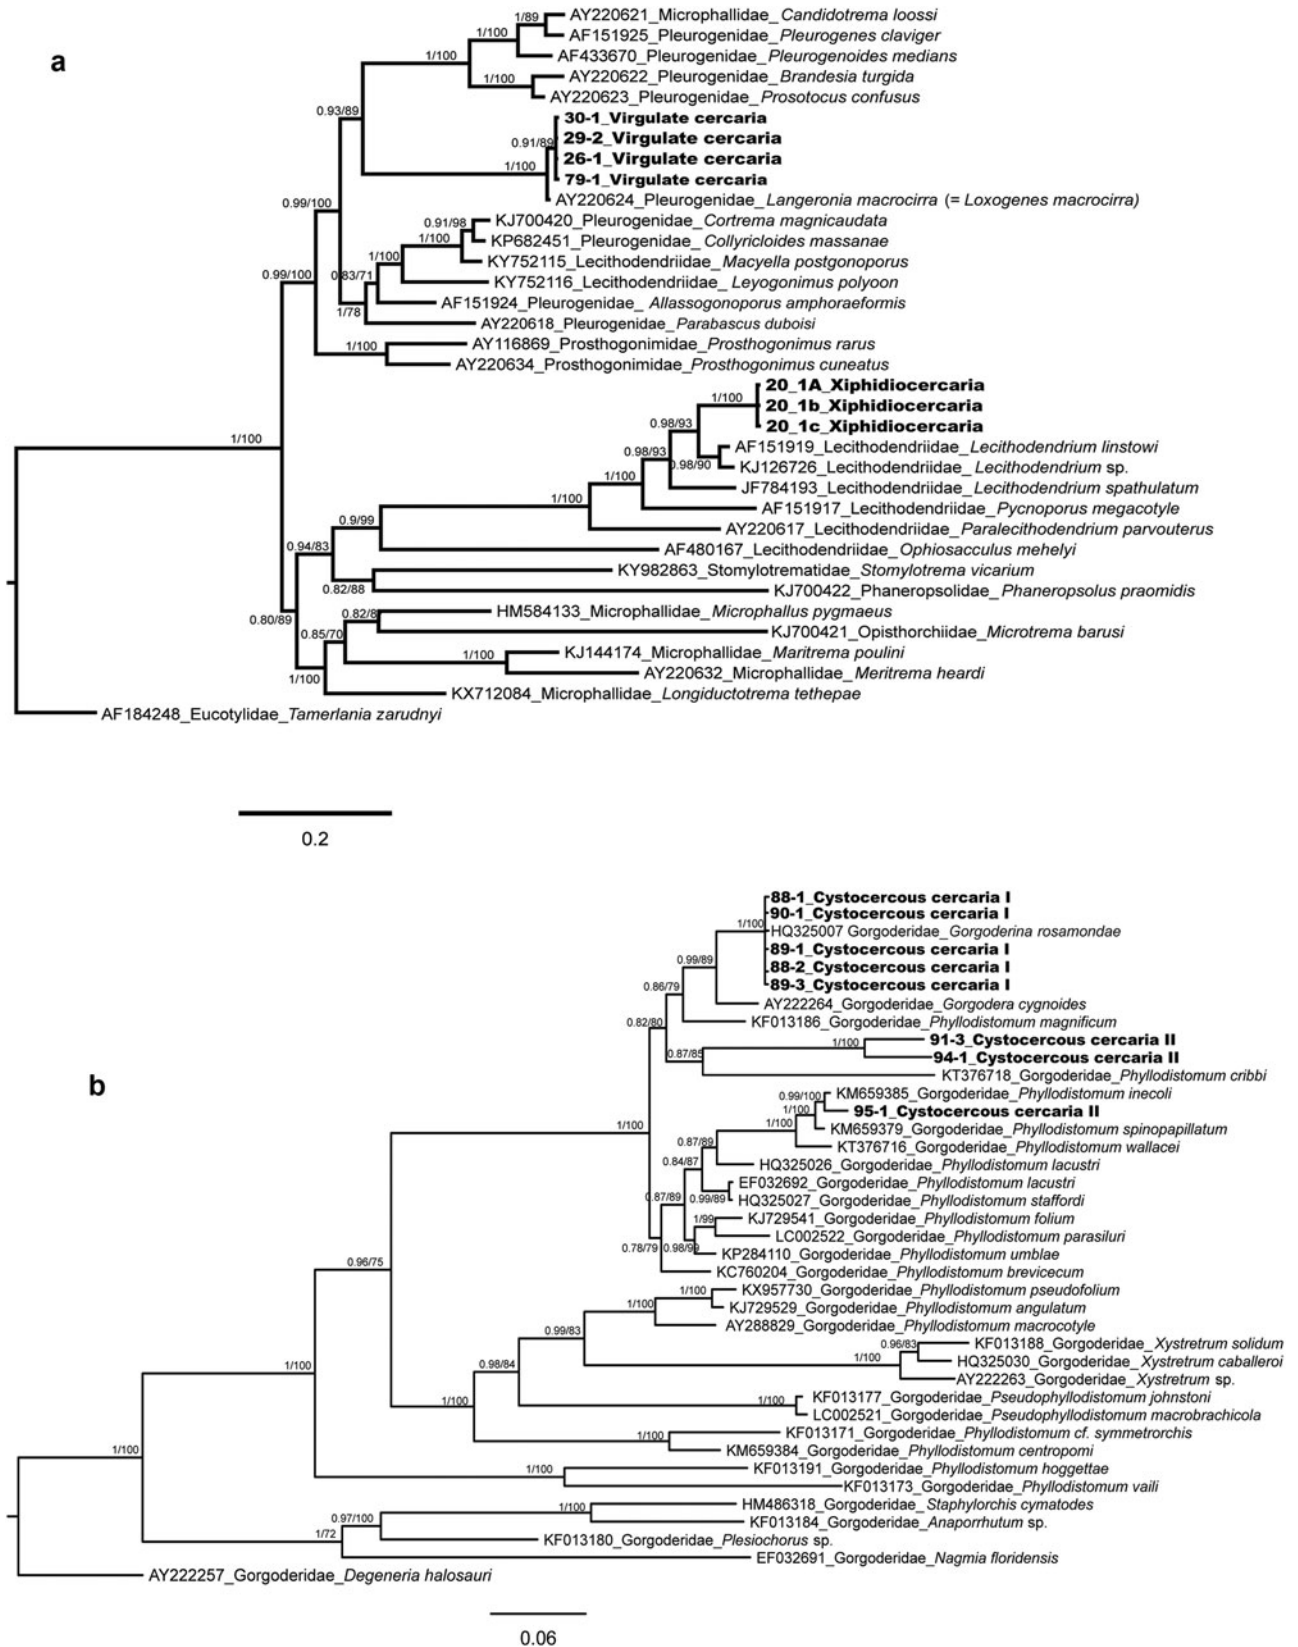 a
1/89
AY220621_Microphallidae_Candidotrema loossi
1/100
AF151925_Pleurogenidae_Pleurogenes claviger
1/100
AF433670_Pleurogenidae_Pleurogenoides medians
1/100
AY220622_Pleurogenidae_Brandesia turgida
AY220623_Pleurogenidae_Prosotocus confusus
0.93/89
30-1_Virgulate cercaria
0.91/89
29-2_Virgulate cercaria
26-1_Virgulate cercaria
1/100
79-1_Virgulate cercaria
AY220624_Pleurogenidae_Langeronia macrocirra (= Loxogenes macrocirra)
0.99/100
0.91/98
KJ700420_Pleurogenidae_Cortrema magnicaudata
1/100
KP682451_Pleurogenidae_Collyricloides massanae
1/100
KY752115_Lecithodendriidae_Macyella postgonoporus
0.99/100
0.83/71
KY752116_Lecithodendriidae_Leyogonimus polyoon
AF151924_Pleurogenidae_Allassogonoporus amphoraeformis
1/78
AY220618_Pleurogenidae_Parabascus duboisi
1/100
AY116869_Prosthogonimidae_Prosthogonimus rarus
AY220634_Prosthogonimidae_Prosthogonimus cuneatus
20_1A_Xiphidiocercaria
1/100
20_1b_Xiphidiocercaria
0.98/93
20_1c_Xiphidiocercaria
1/100
0.98/93
AF151919_Lecithodendriidae_Lecithodendrium linstowi
0.98/90
KJ126726_Lecithodendriidae_Lecithodendrium sp.
1/100
JF784193_Lecithodendriidae_Lecithodendrium spathulatum
1/100
AF151917_Lecithodendriidae_Pycnoporus megacotyle
0.9/99
AY220617_Lecithodendriidae_Paralecithodendrium parvouterus
0.94/83
AF480167_Lecithodendriidae_Ophiosacculus mehelyi
KY982863_Stomylotrematidae_Stomylotrema vicarium
0.82/88
KJ700422_Phaneropsolidae_Phaneropsolus praomidis
0.80/89
0.82/8
HM584133_Microphallidae_Microphallus pygmaeus
0.85/70
KJ700421_Opisthorchiidae_Microtrema barusi
1/100
KJ144174_Microphallidae_Maritrema poulini
1/100
AY220632_Microphallidae_Meritrema heardi
KX712084_Microphallidae_Longiductotrema tethepae
AF184248_Eucotylidae_Tamerlania zarudnyi
0.2
b
88-1_Cystocercous cercaria I
90-1_Cystocercous cercaria I
1/100
HQ325007 Gorgoderidae_Gorgoderina rosamondae
89-1_Cystocercous cercaria I
0.99/89
88-2_Cystocercous cercaria I
0.86/79
89-3_Cystocercous cercaria I
AY222264_Gorgoderidae_Gorgodera cygnoides
0.82/80
KF013186_Gorgoderidae_Phyllodistomum magnificum
1/100
91-3_Cystocercous cercaria II
0.87/85
94-1_Cystocercous cercaria II
KT376718_Gorgoderidae_Phyllodistomum cribbi
0.99/100
KM659385_Gorgoderidae_Phyllodistomum inecoli
1/100
95-1_Cystocercous cercaria II
1/100
1/100
KM659379_Gorgoderidae_Phyllodistomum spinopapillatum
0.87/89
KT376716_Gorgoderidae_Phyllodistomum wallacei
0.84/87
HQ325026_Gorgoderidae_Phyllodistomum lacustri
EF032692_Gorgoderidae_Phyllodistomum lacustri
0.87/89
0.99/89
HQ325027_Gorgoderidae_Phyllodistomum staffordi
1/99
KJ729541_Gorgoderidae_Phyllodistomum folium
LC002522_Gorgoderidae_Phyllodistomum parasiluri
0.78/79
0.98/99
KP284110_Gorgoderidae_Phyllodistomum umblae
0.96/75
KC760204_Gorgoderidae_Phyllodistomum brevicecum
1/100
KX957730_Gorgoderidae_Phyllodistomum pseudofolium
1/100
KJ729529_Gorgoderidae_Phyllodistomum angulatum
AY288829_Gorgoderidae_Phyllodistomum macrocotyle
0.99/83
0.96/83
KF013188_Gorgoderidae_Xystretrum solidum
1/100
0.98/84
1/100
HQ325030_Gorgoderidae_Xystretrum caballeroi
AY222263_Gorgoderidae_Xystretrum sp.
1/100
1/100
KF013177_Gorgoderidae_Pseudophyllodistomum johnstoni
LC002521_Gorgoderidae_Pseudophyllodistomum macrobrachicola
1/100
KF013171_Gorgoderidae_Phyllodistomum cf. symmetrorchis
1/100
KM659384_Gorgoderidae_Phyllodistomum centropomi
1/100
KF013191_Gorgoderidae_Phyllodistomum hoggettae
KF013173_Gorgoderidae_Phyllodistomum vaili
1/100
HM486318_Gorgoderidae_Staphylorchis cymatodes
0.97/100
KF013184_Gorgoderidae_Anaporrhutum sp.
1/72
KF013180_Gorgoderidae_Plesiochorus sp.
EF032691_Gorgoderidae_Nagmia floridensis
AY222257_Gorgoderidae_Degeneria halosauri
0.06